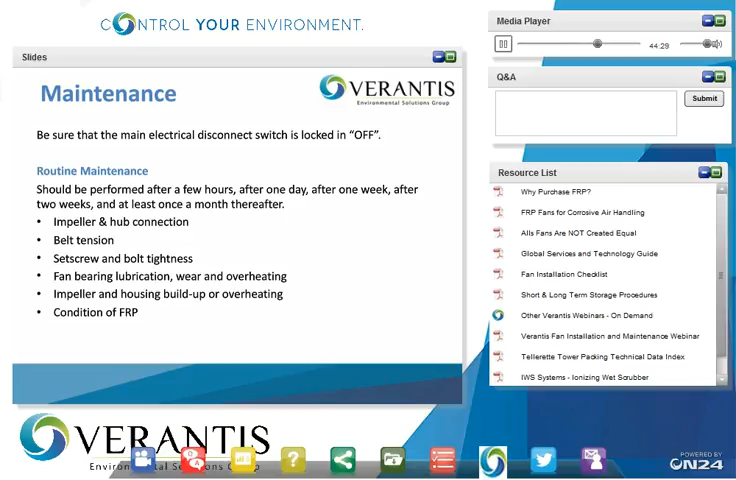 CONTROL YOUR ENVIRONMENT.
Slides
Maintenance
VERANTIS
Environmental Solutions Group
Be sure that the main electrical disconnect switch is locked in “OFF”.
Routine Maintenance
Should be performed after a few hours, after one day, after one week, after
two weeks, and at least once a month thereafter.
• Impeller & hub connection
• Belt tension
• Setscrew and bolt tightness
• Fan bearing lubrication, wear and overheating
• Impeller and housing build-up or overheating
• Condition of FRP
Media Player
44:29
Q&A
Submit
Resource List
Why Purchase FRP?
FRP Fans for Corrosive Air Handling
Alls Fans Are NOT Created Equal
Global Services and Technology Guide
Fan Installation Checklist
Short & Long Term Storage Procedures
Other Verantis Webinars - On Demand
Verantis Fan Installation and Maintenance Webinar
Tellerette Tower Packing Technical Data Index
IWS Systems - Ionizing Wet Scrubber
VERANTIS
Environmental Solutions Group
Q
A
?
POWERED BY
ON24